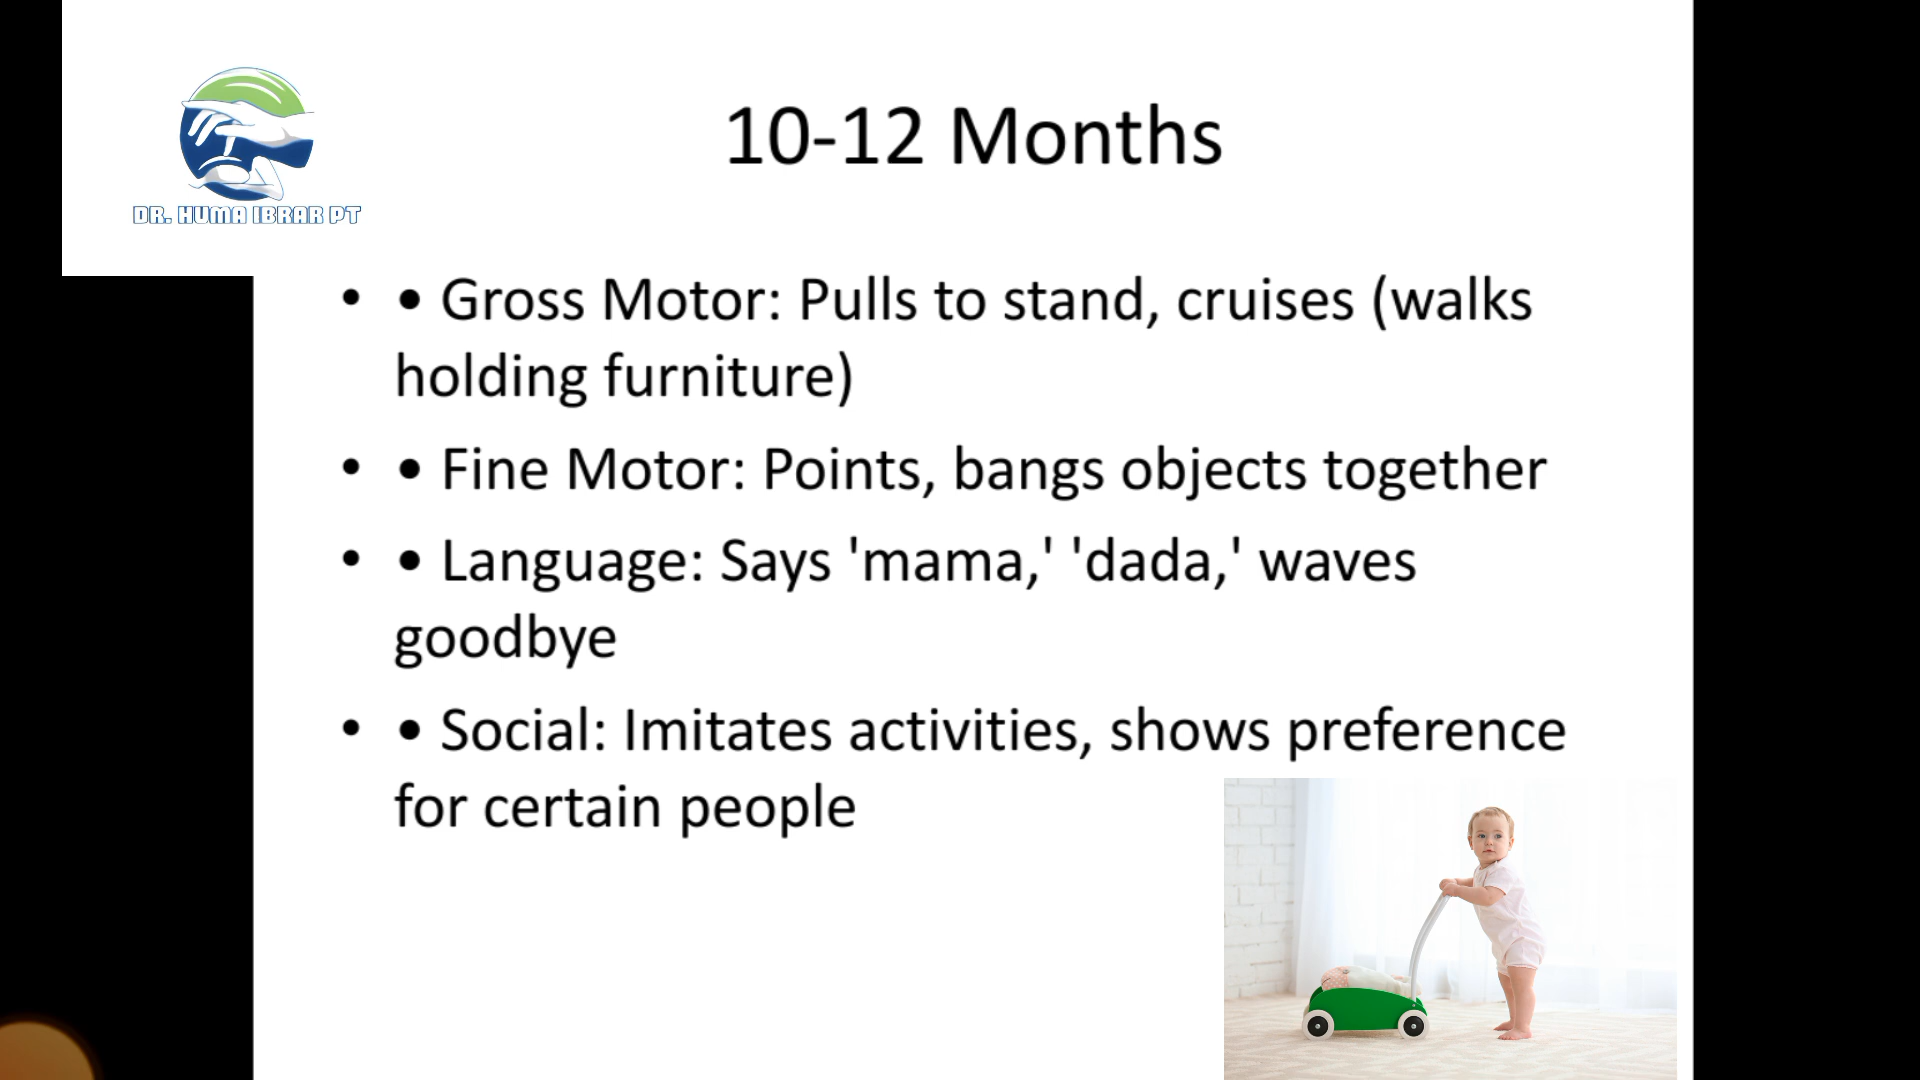 DR. HUMA IBRAR PT
10-12 Months
• • Gross Motor: Pulls to stand, cruises (walks
holding furniture)
• • Fine Motor: Points, bangs objects together
• • Language: Says 'mama,' 'dada,' waves
goodbye
• • Social: Imitates activities, shows preference
for certain people